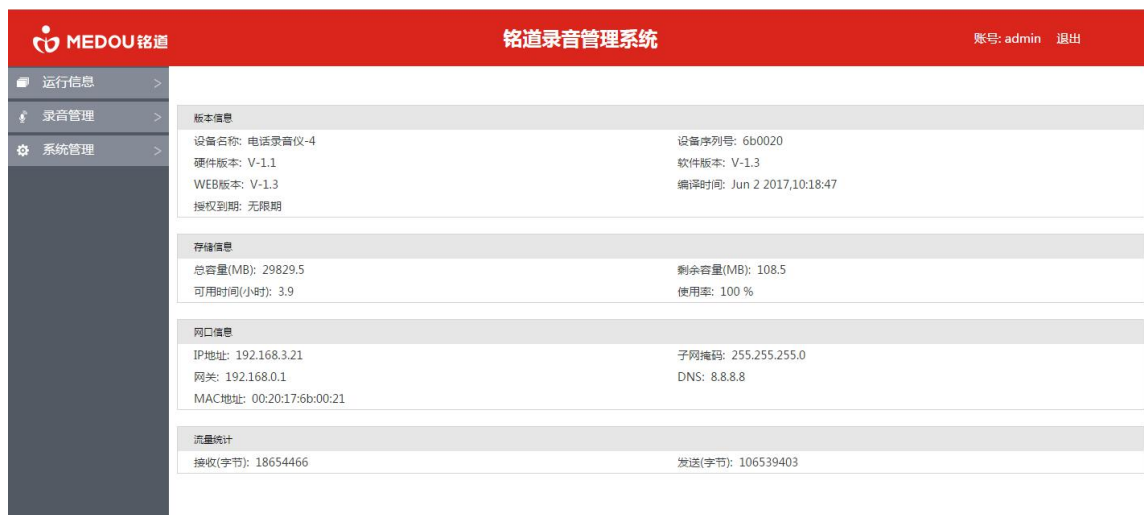 MEDOU铭道
铭道录音管理系统
账号: admin 退出
运行信息 >
录音管理 >
系统管理 >
版本信息
设备名称: 电话录音仪-4 设备序列号: 6b0020
硬件版本: V-1.1 软件版本: V-1.3
WEB版本: V-1.3 编译时间: Jun 2 2017,10:18:47
授权到期: 无限期
存储信息
总容量(MB): 29829.5 剩余容量(MB): 108.5
可用时间(小时): 3.9 使用率: 100 %
网口信息
IP地址: 192.168.3.21 子网掩码: 255.255.255.0
网关: 192.168.0.1 DNS: 8.8.8.8
MAC地址: 00:20:17:6b:00:21
流量统计
接收(字节): 18654466 发送(字节): 106539403